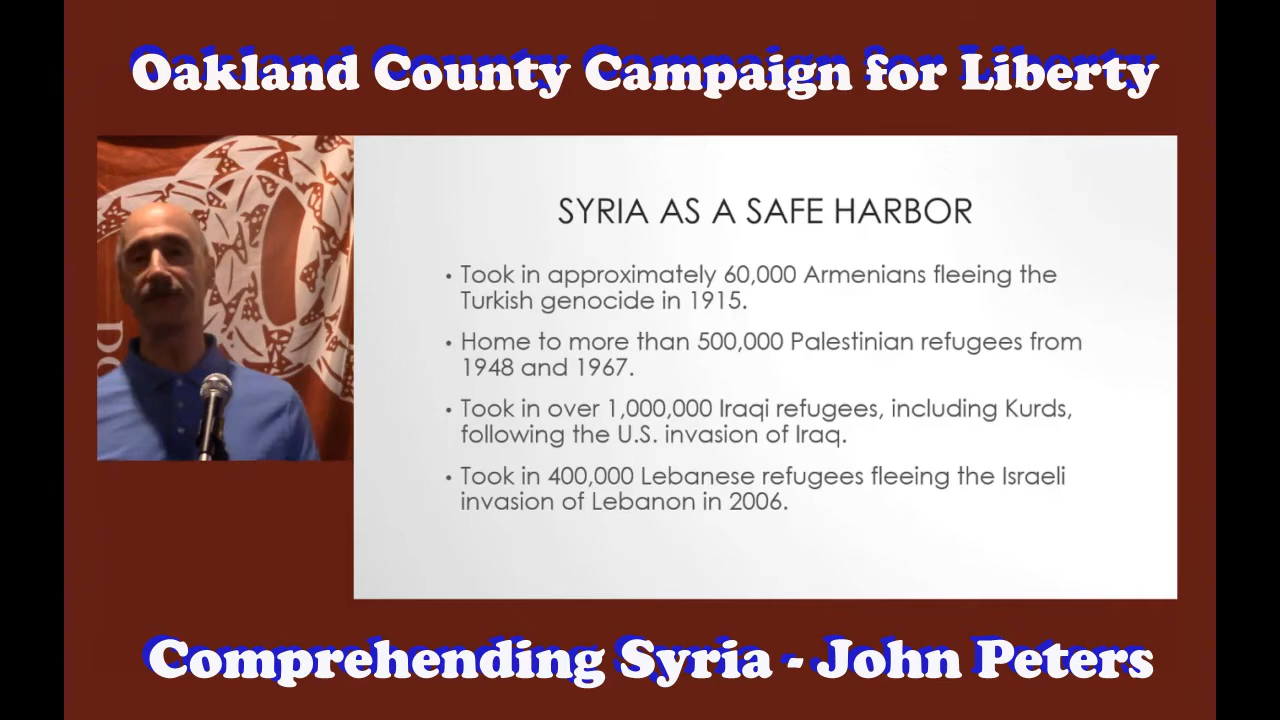 Oakland County Campaign for Liberty
SYRIA AS A SAFE HARBOR
• Took in approximately 60,000 Armenians fleeing the
Turkish genocide in 1915.
• Home to more than 500,000 Palestinian refugees from
1948 and 1967.
• Took in over 1,000,000 Iraqi refugees, including Kurds,
following the U.S. invasion of Iraq.
• Took in 400,000 Lebanese refugees fleeing the Israeli
invasion of Lebanon in 2006.
DO
Comprehending Syria - John Peters